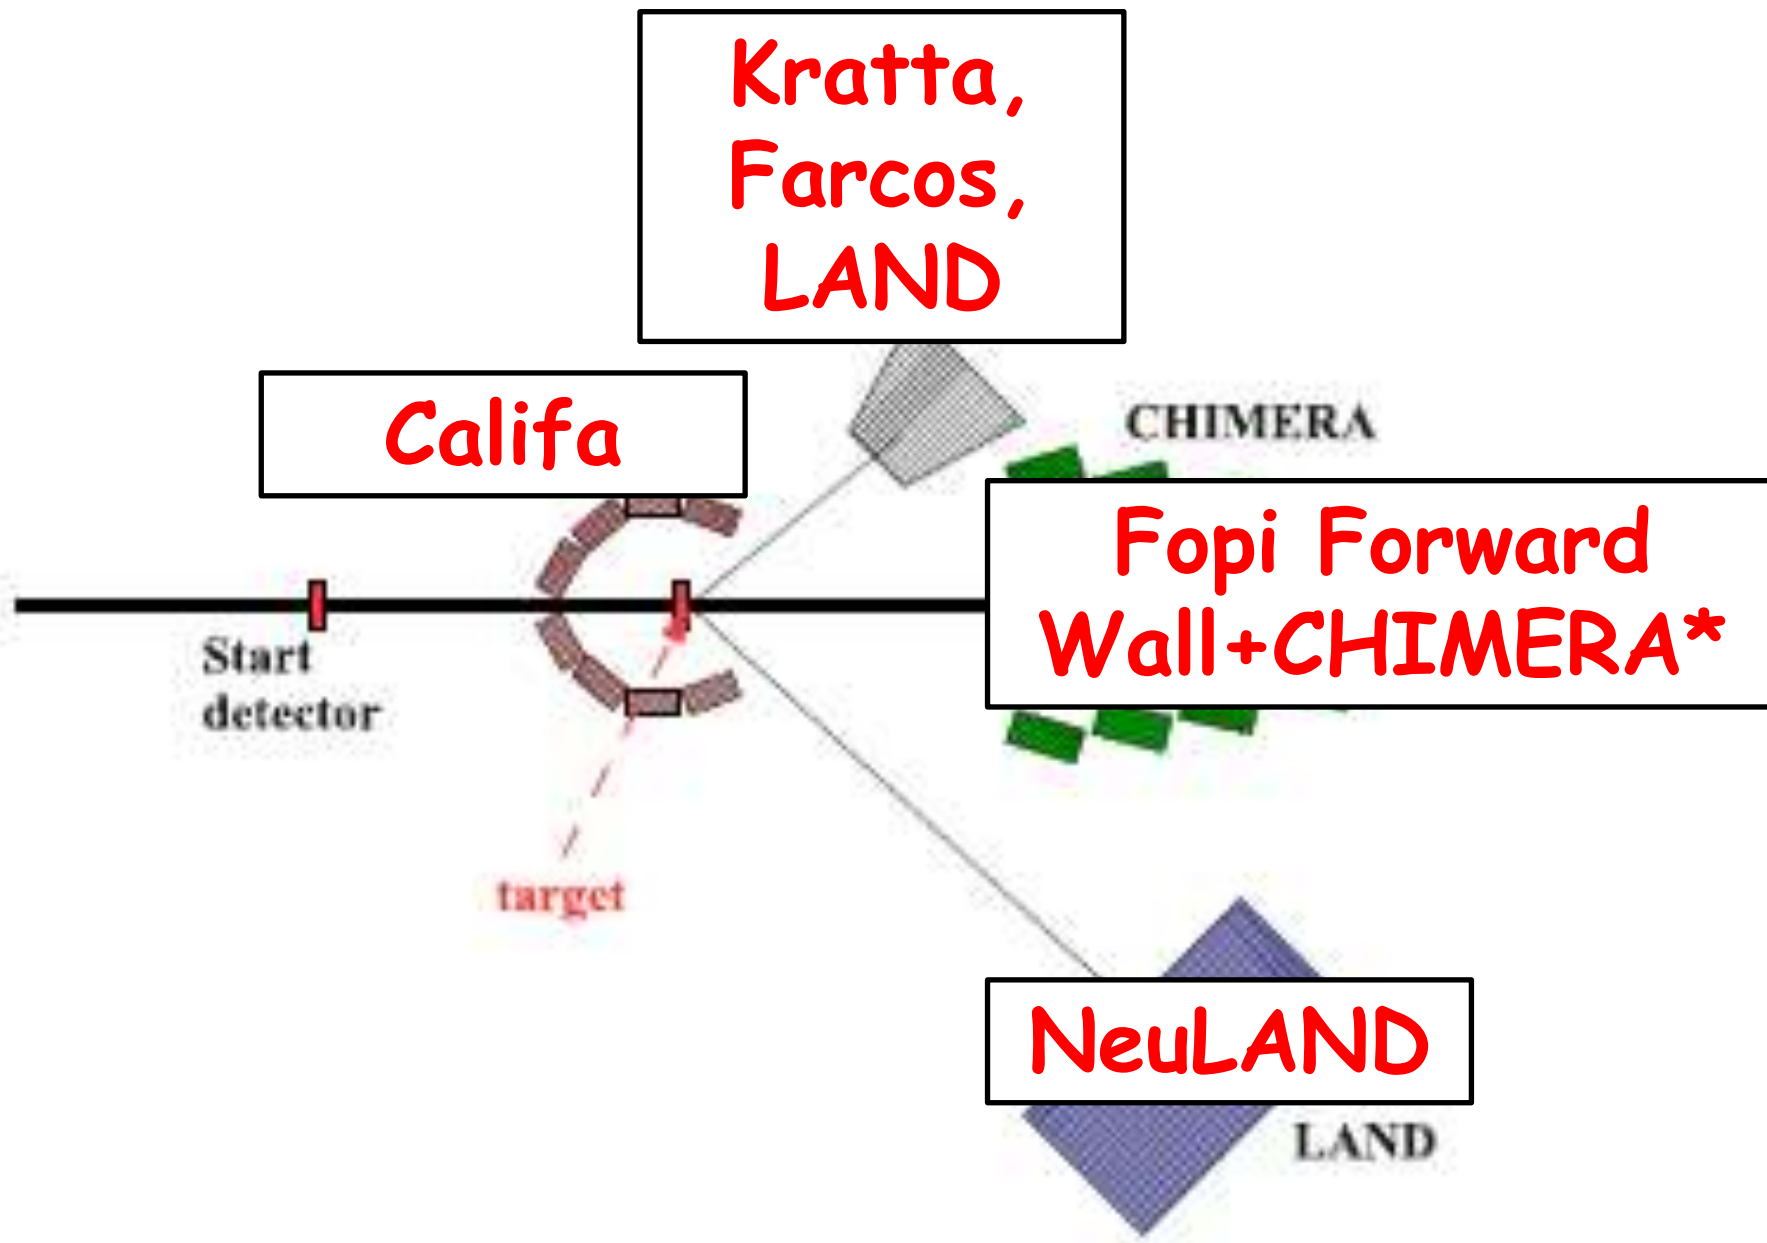 Kratta,
Farcos,
LAND
Califa
CHIMERA
Fopi Forward
Wall+CHIMERA*
Start
detector
target
NeuLAND
LAND